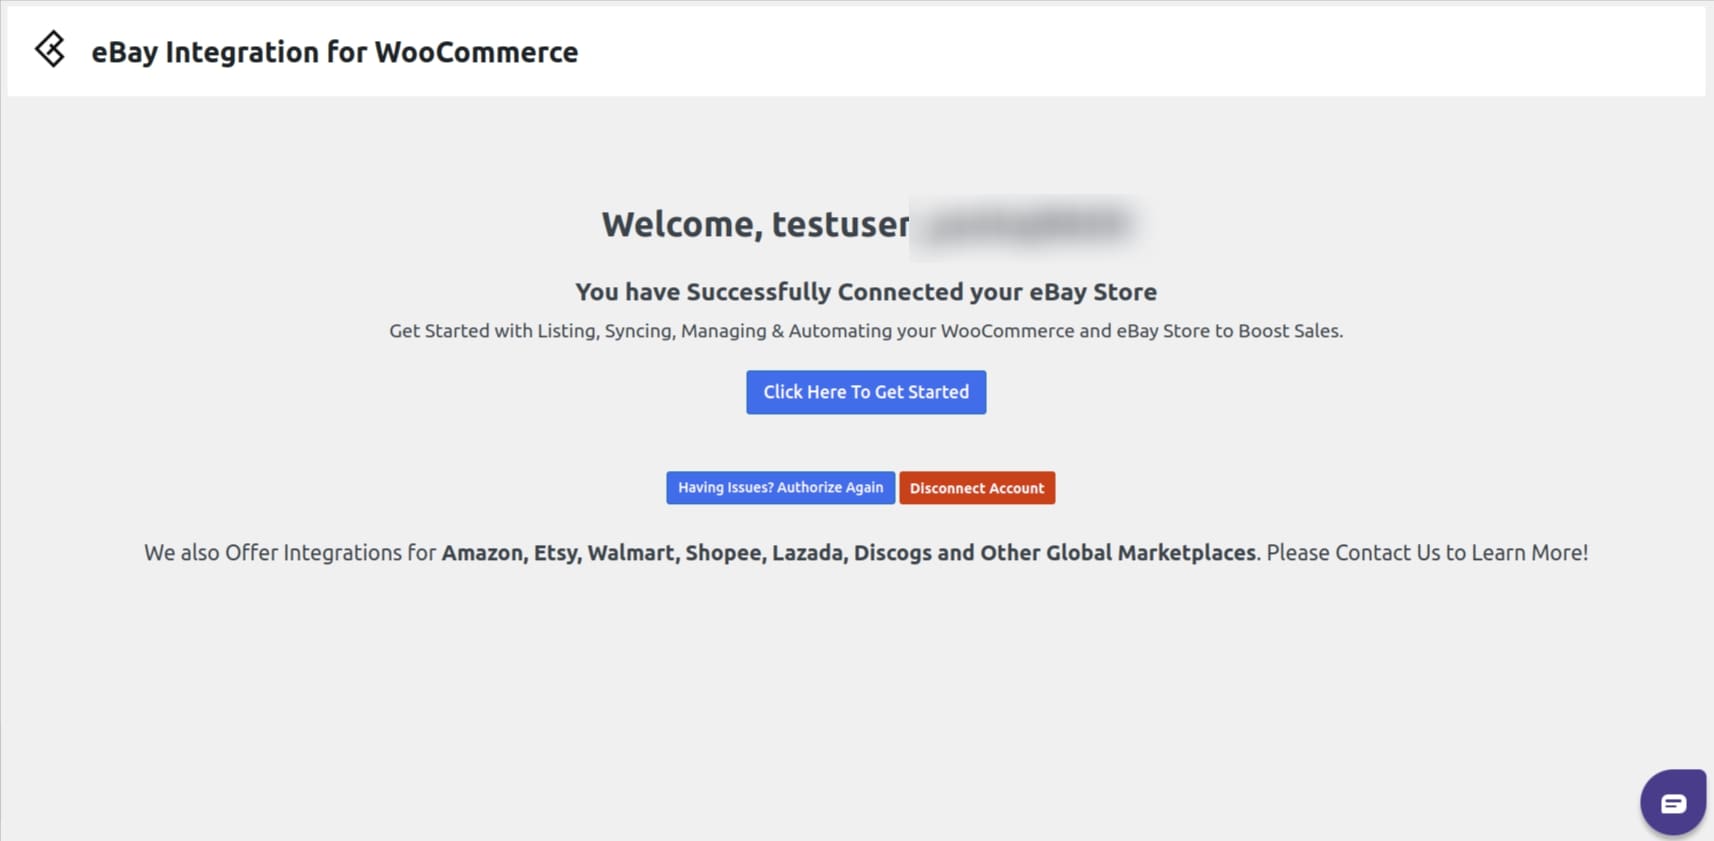 eBay Integration for WooCommerce
Welcome, testuser
You have Successfully Connected your eBay Store
Get Started with Listing, Syncing, Managing & Automating your WooCommerce and eBay Store to Boost Sales.
Click Here To Get Started
Having Issues? Authorize Again Disconnect Account
We also Offer Integrations for Amazon, Etsy, Walmart, Shopee, Lazada, Discogs and Other Global Marketplaces. Please Contact Us to Learn More!